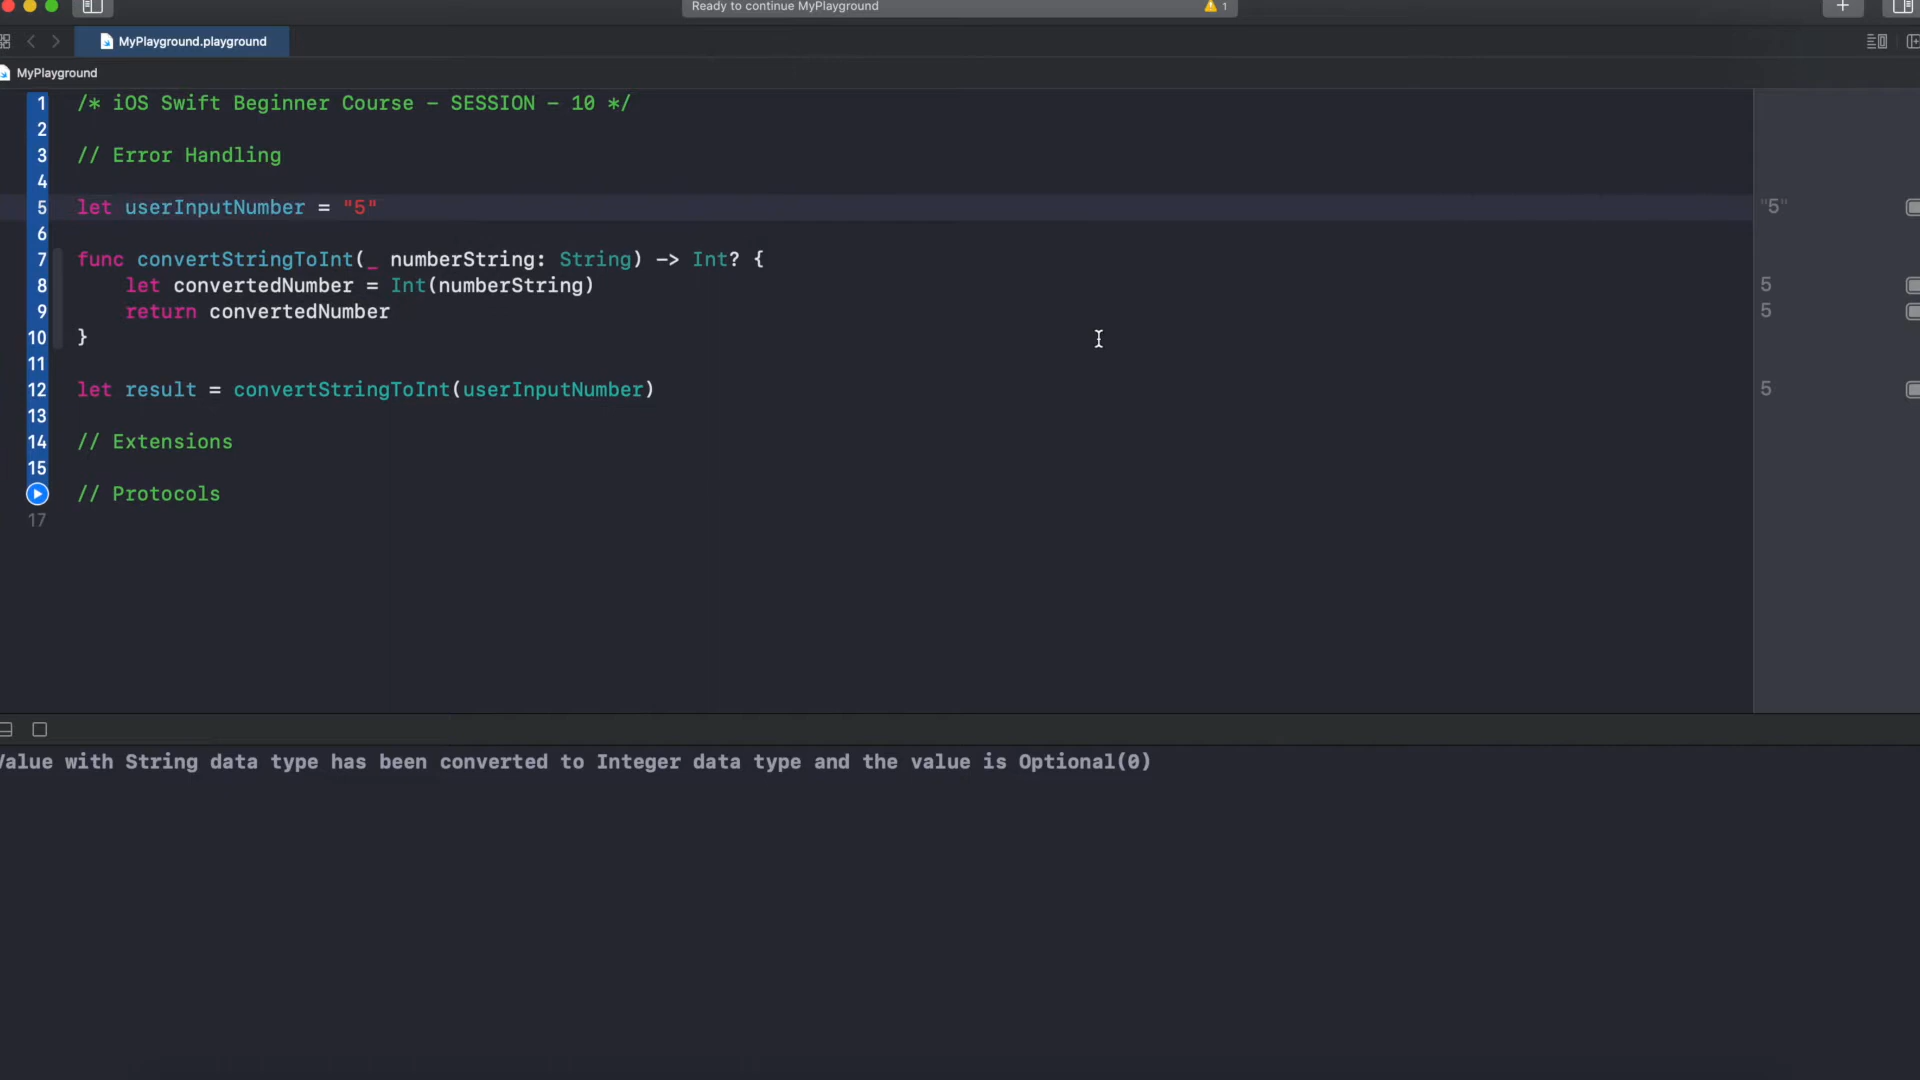 Ready to continue MyPlayground 1
MyPlayground.playground
MyPlayground
1 /* iOS Swift Beginner Course - SESSION - 10 */
2
3 // Error Handling
4
5 let userInputNumber = "5" "5"
6
7 func convertStringToInt(_ numberString: String) -> Int? {
8 let convertedNumber = Int(numberString) 5
9 return convertedNumber 5
10 }
11
12 let result = convertStringToInt(userInputNumber) 5
13
14 // Extensions
15
// Protocols
17
Value with String data type has been converted to Integer data type and the value is Optional(0)